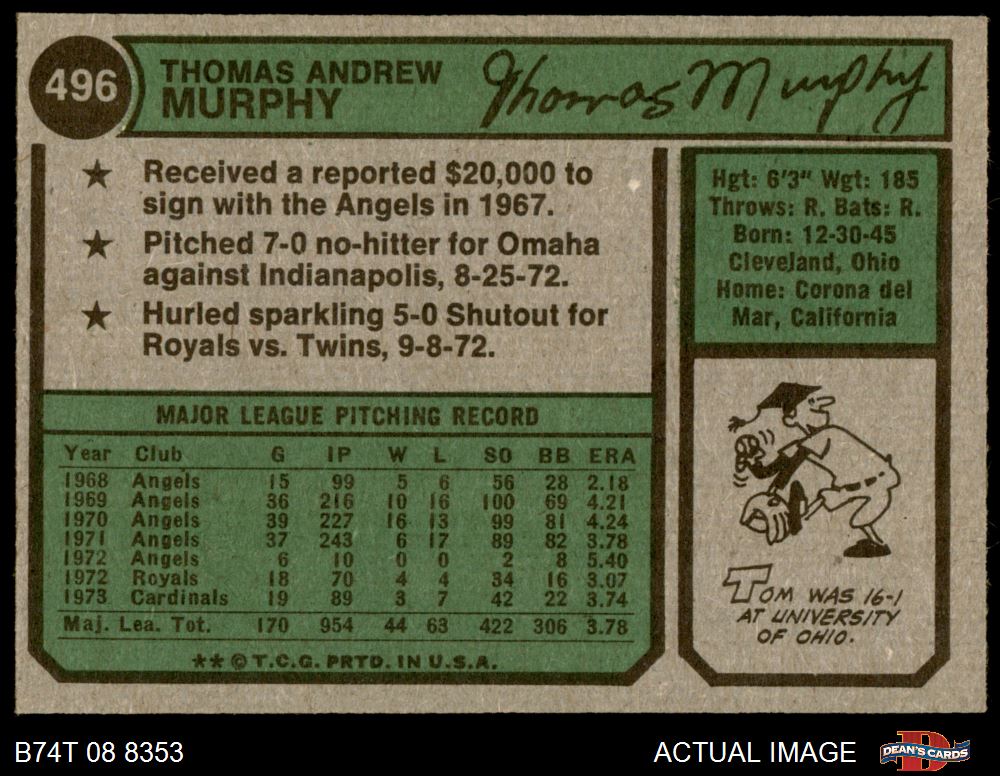 496
THOMAS ANDREW
MURPHY
Thomas Murphy
★ Received a reported $20,000 to
sign with the Angels in 1967.
★ Pitched 7-0 no-hitter for Omaha
against Indianapolis, 8-25-72.
★ Hurled sparkling 5-0 Shutout for
Royals vs. Twins, 9-8-72.
Hgt: 6'3" Wgt: 185
Throws: R. Bats: R.
Born: 12-30-45
Cleveland, Ohio
Home: Corona del
Mar, California
MAJOR LEAGUE PITCHING RECORD
Year Club G IP W L SO BB ERA
1968 Angels 15 99 5 6 56 28 2.18
1969 Angels 36 216 10 16 100 69 4.21
1970 Angels 39 227 16 13 99 81 4.24
1971 Angels 37 243 6 17 89 82 3.78
1972 Angels 6 10 0 0 2 8 5.40
1972 Royals 18 70 4 4 34 16 3.07
1973 Cardinals 19 89 3 7 42 22 3.74
Maj. Lea. Tot. 170 954 44 63 422 306 3.78
** © T.C.G. PRTD. IN U.S.A.
TOM WAS 16-1
AT UNIVERSITY
OF OHIO.
B74T 08 8353
ACTUAL IMAGE
D
DEAN'S CARDS